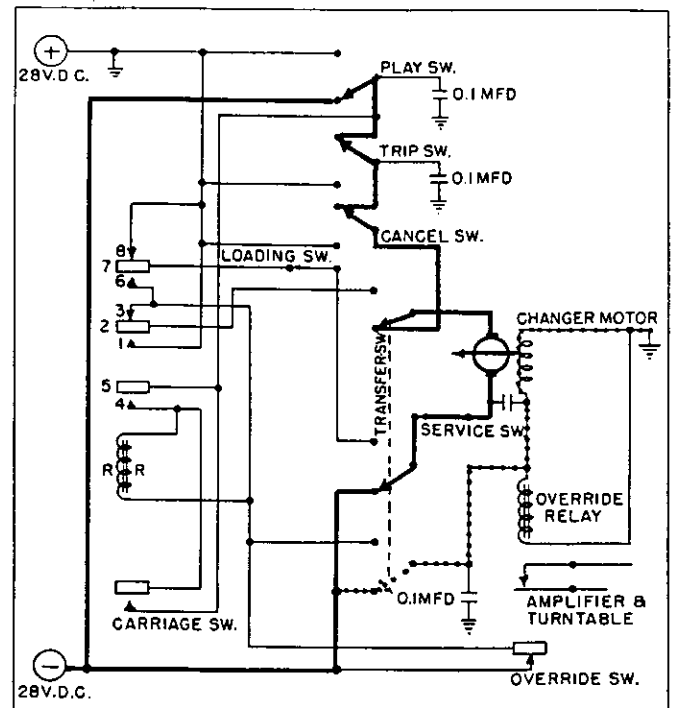 +
28V.D C.
PLAY SW.
0.1 MFD
TRIP SW.
0.1 MFD
CANCEL SW.
8
7
LOADING SW.
6
3
2
1
CHANGER MOTOR
TRANSFER SW.
5
4
SERVICE SW.
R R
OVERRIDE
RELAY
0.1MFD
AMPLIFIER &
TURNTABLE
CARRIAGE SW.
−
28V.D.C.
OVERRIDE SW.